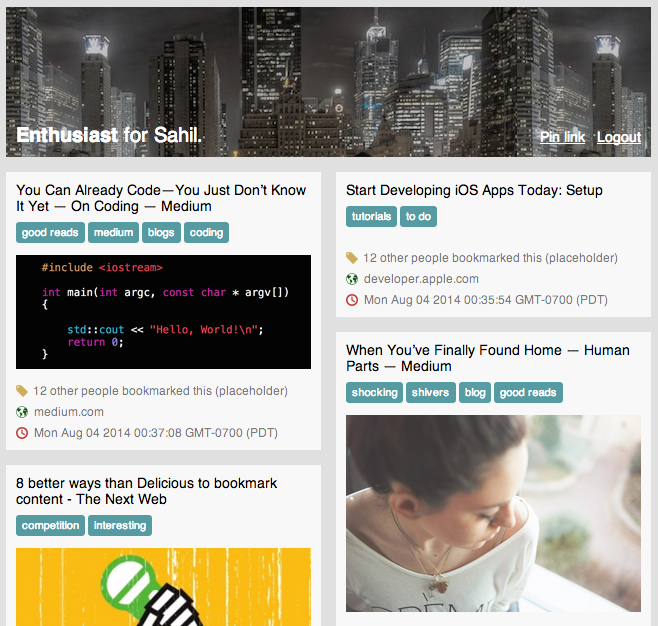 Enthusiast for Sahil.
Pin link Logout
You Can Already Code—You Just Don't Know
It Yet — On Coding — Medium
good reads medium blogs coding
#include <iostream>
int main(int argc, const char * argv[])
{
std::cout << "Hello, World!\n";
return 0;
}
12 other people bookmarked this (placeholder)
medium.com
Mon Aug 04 2014 00:37:08 GMT-0700 (PDT)
8 better ways than Delicious to bookmark
content - The Next Web
competition interesting
Start Developing iOS Apps Today: Setup
tutorials to do
12 other people bookmarked this (placeholder)
developer.apple.com
Mon Aug 04 2014 00:35:54 GMT-0700 (PDT)
When You've Finally Found Home — Human
Parts — Medium
shocking shivers blog good reads